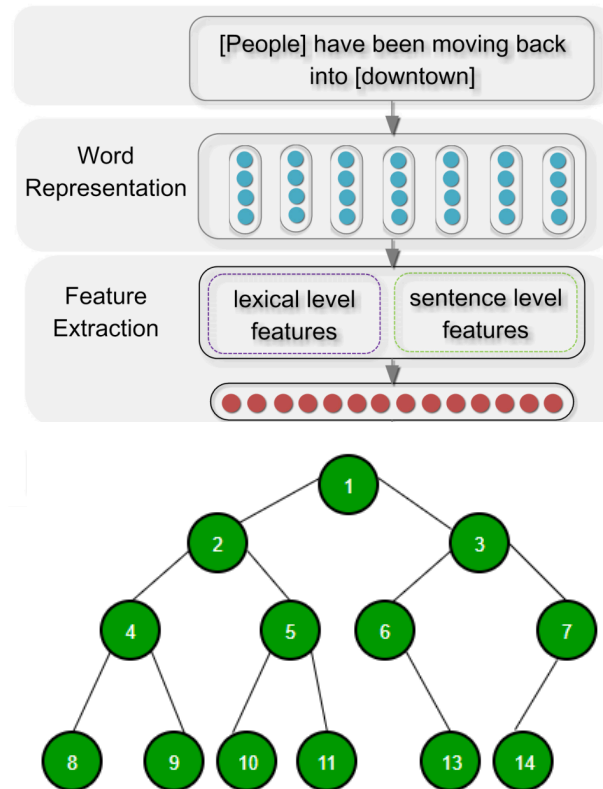 [People] have been moving back
into [downtown]
Word
Representation
Feature
Extraction
lexical level
features
sentence level
features
1
2
3
4
5
6
7
8
9
10
11
13
14